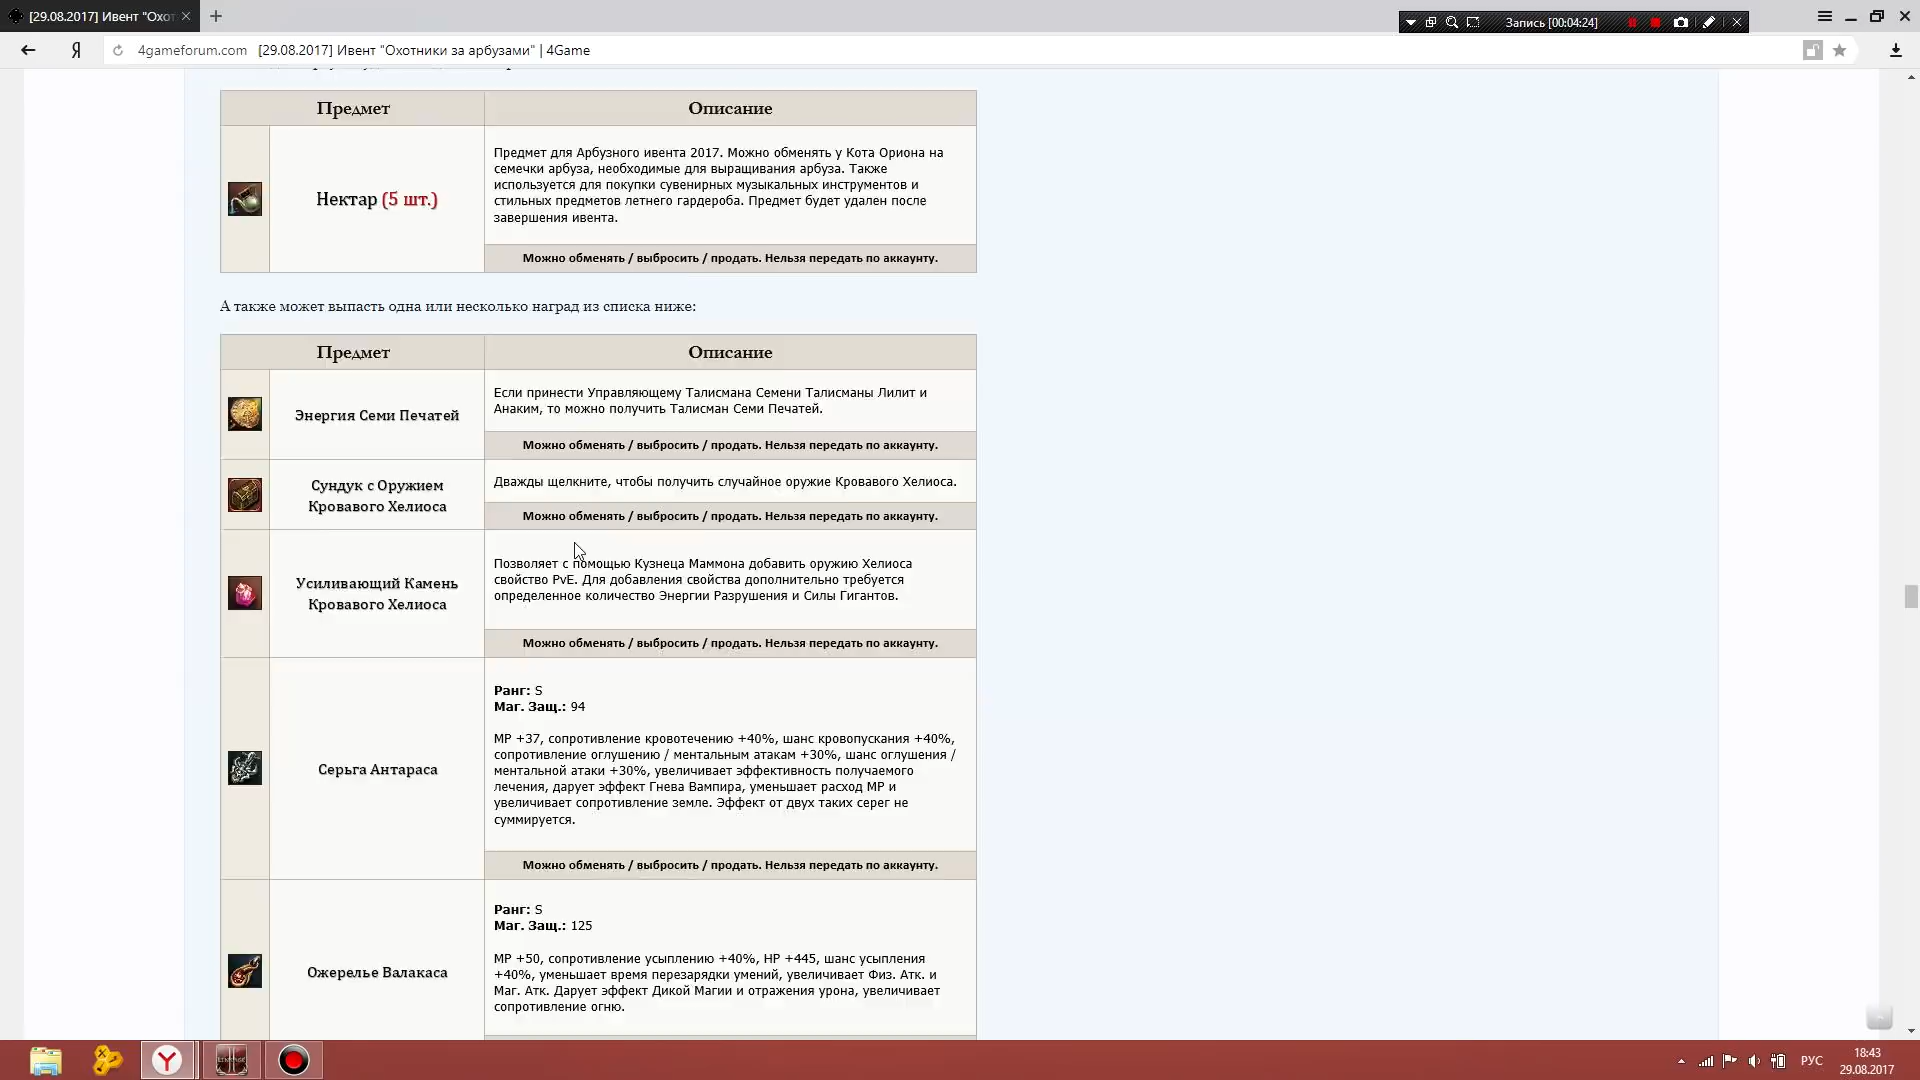 [29.08.2017] Ивент "Охот
Запись [00:04:24]
4gameforum.com [29.08.2017] Ивент "Охотники за арбузами" | 4Game
Предмет Описание
Нектар (5 шт.)
Предмет для Арбузного ивента 2017. Можно обменять у Кота Ориона на
семечки арбуза, необходимые для выращивания арбуза. Также
используется для покупки сувенирных музыкальных инструментов и
стильных предметов летнего гардероба. Предмет будет удален после
завершения ивента.
Можно обменять / выбросить / продать. Нельзя передать по аккаунту.
А также может выпасть одна или несколько наград из списка ниже:
Предмет Описание
Энергия Семи Печатей
Если принести Управляющему Талисмана Семени Талисманы Лилит и
Анаким, то можно получить Талисман Семи Печатей.
Можно обменять / выбросить / продать. Нельзя передать по аккаунту.
Сундук с Оружием
Кровавого Хелиоса
Дважды щелкните, чтобы получить случайное оружие Кровавого Хелиоса.
Можно обменять / выбросить / продать. Нельзя передать по аккаунту.
Усиливающий Камень
Кровавого Хелиоса
Позволяет с помощью Кузнеца Маммона добавить оружию Хелиоса
свойство PvE. Для добавления свойства дополнительно требуется
определенное количество Энергии Разрушения и Силы Гигантов.
Можно обменять / выбросить / продать. Нельзя передать по аккаунту.
Серьга Антараса
Ранг: S
Маг. Защ.: 94
MP +37, сопротивление кровотечению +40%, шанс кровопускания +40%,
сопротивление оглушению / ментальным атакам +30%, шанс оглушения /
ментальной атаки +30%, увеличивает эффективность получаемого
лечения, дарует эффект Гнева Вампира, уменьшает расход MP и
увеличивает сопротивление земле. Эффект от двух таких серег не
суммируется.
Можно обменять / выбросить / продать. Нельзя передать по аккаунту.
Ожерелье Валакаса
Ранг: S
Маг. Защ.: 125
MP +50, сопротивление усыплению +40%, HP +445, шанс усыпления
+40%, уменьшает время перезарядки умений, увеличивает Физ. Атк. и
Маг. Атк. Дарует эффект Дикой Магии и отражения урона, увеличивает
сопротивление огню.
РУС
18:43
29.08.2017